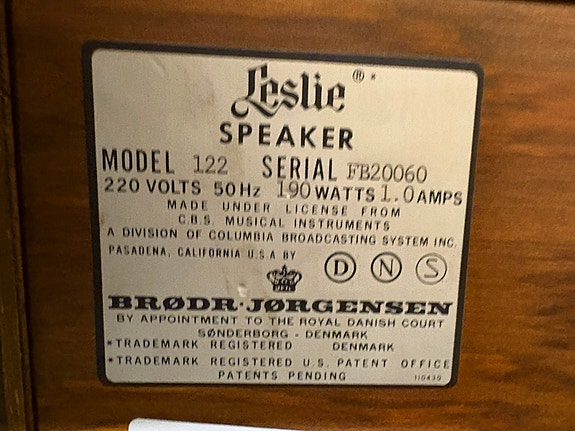 Leslie ® *
SPEAKER
MODEL 122 SERIAL FB20060
220 VOLTS 50Hz 190 WATTS 1.0 AMPS
MADE UNDER LICENSE FROM
C.B.S. MUSICAL INSTRUMENTS
A DIVISION OF COLUMBIA BROADCASTING SYSTEM INC.
PASADENA, CALIFORNIA U.S.A BY
D N S
BRØDR·JØRGENSEN
BY APPOINTMENT TO THE ROYAL DANISH COURT
SØNDERBORG - DENMARK
*TRADEMARK REGISTERED DENMARK
*TRADEMARK REGISTERED U.S. PATENT OFFICE
PATENTS PENDING 110430